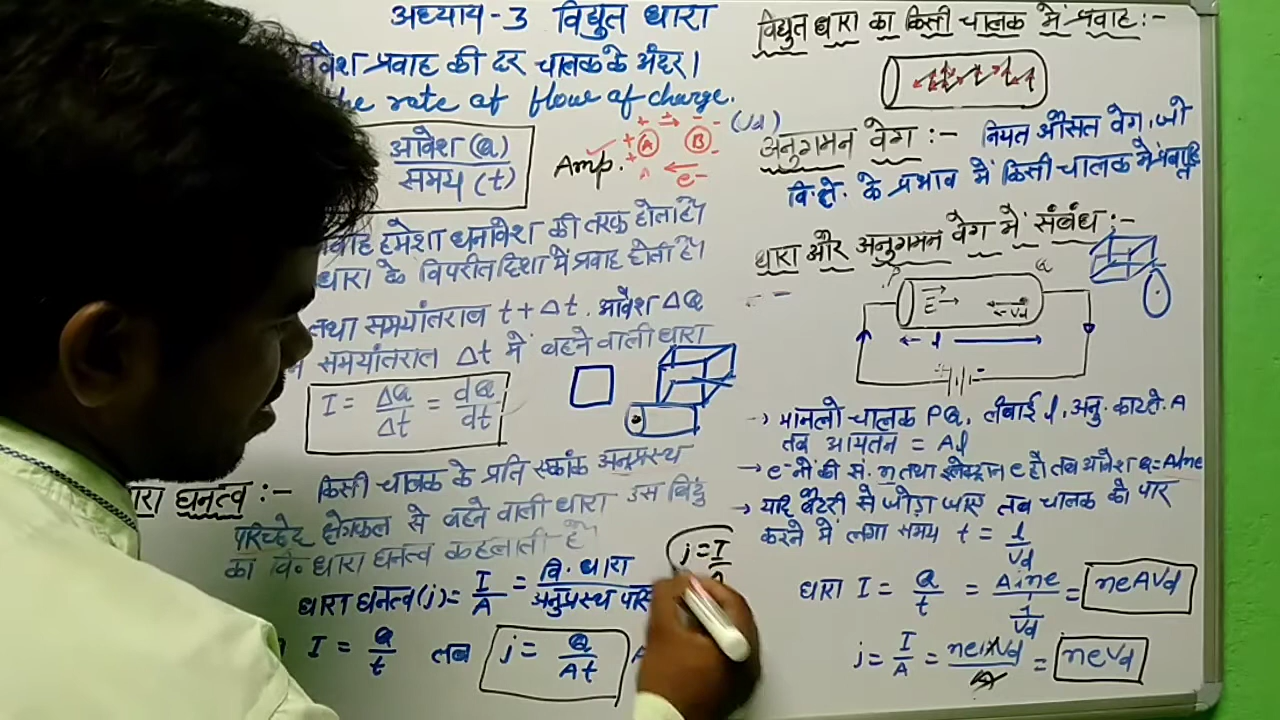 अध्याय - 3 विद्युत धारा
आवेश प्रवाह की दर चालक के अंदर।
the rate of flow of charge.
आवेश (Q)
समय (t)
Amp.
+ + → - -
+ A B -
+ ← e- -
प्रवाह हमेशा धनावेश की तरफ होता है।
धारा के विपरीत दिशा में प्रवाह होती है।
तथा समयांतराल t + Δt . आवेश ΔQ
समयांतराल Δt में बहने वाली धारा
I = ΔQ/Δt = dQ/dt
धारा घनत्व :- किसी चालक के प्रति एकांक अनुप्रस्थ
परिच्छेद क्षेत्रफल से बहने वाली धारा उस बिंदु
का वि० धारा घनत्व कहलाती है
धारा घनत्व (j) = I/A = वि. धारा / अनुप्रस्थ
j = I/A
I = Q/t तब j = Q/At
विद्युत धारा का किसी चालक में प्रवाह :-
(Vd)
अनुगमन वेग :- नियत औसत वेग, जो
वि. क्षे. के प्रभाव में किसी चालक में
धारा और अनुगमन वेग में संबंध :-
P Q
E → ← Vd
← l →
+ -
→ मानलो चालक PQ, लंबाई l, अनु. काट क्षे. A
तब आयतन = Al
→ e- में की सं. n तथा इलेक्ट्रान e हो तब आवेश Q = Alne
→ यदि बैटरी से जोड़ा जाए तब चालक को पार
करने में लगा समय t = l/Vd
धारा I = Q/t = Alne / l/Vd = neAVd
j = I/A = neAVd/A = neVd